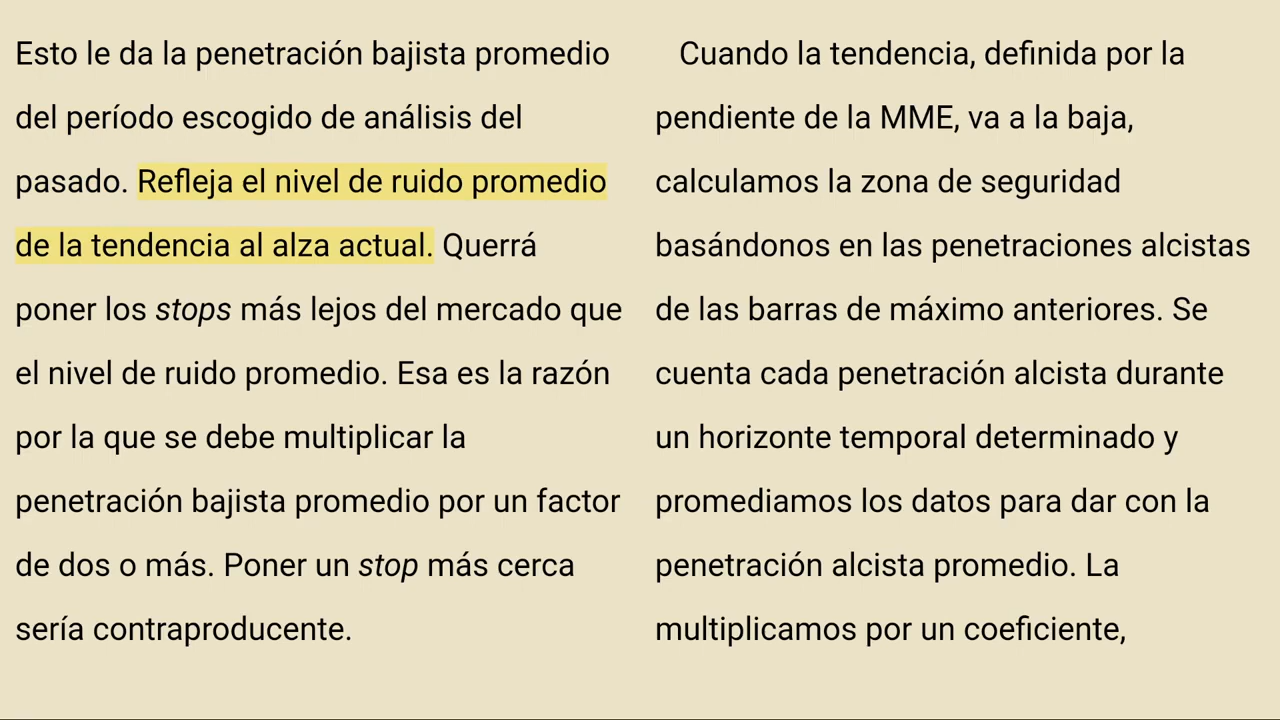 Esto le da la penetración bajista promedio
del período escogido de análisis del
pasado. Refleja el nivel de ruido promedio
de la tendencia al alza actual. Querrá
poner los stops más lejos del mercado que
el nivel de ruido promedio. Esa es la razón
por la que se debe multiplicar la
penetración bajista promedio por un factor
de dos o más. Poner un stop más cerca
sería contraproducente.
Cuando la tendencia, definida por la
pendiente de la MME, va a la baja,
calculamos la zona de seguridad
basándonos en las penetraciones alcistas
de las barras de máximo anteriores. Se
cuenta cada penetración alcista durante
un horizonte temporal determinado y
promediamos los datos para dar con la
penetración alcista promedio. La
multiplicamos por un coeficiente,